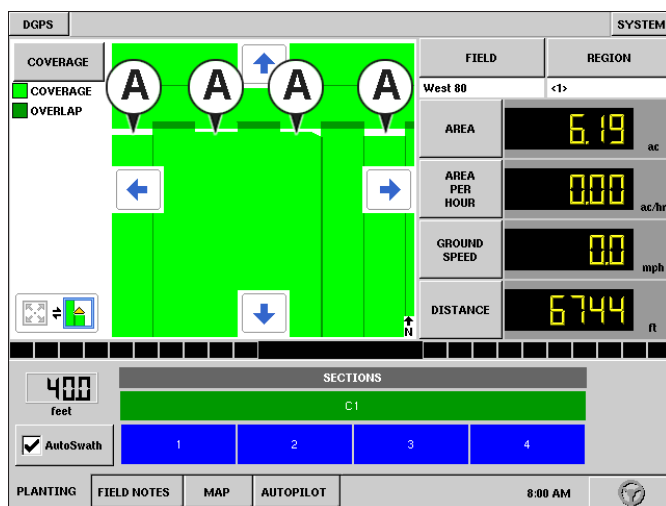 DGPS
SYSTEM
COVERAGE
COVERAGE
OVERLAP
A A A A
N
FIELD REGION
West 80 <1>
AREA 6.19 ac
AREA PER HOUR 0.00 ac/hr
GROUND SPEED 0.0 mph
DISTANCE 6744 ft
40.0
feet
AutoSwath
SECTIONS
C1
1 2 3 4
PLANTING FIELD NOTES MAP AUTOPILOT 8:00 AM